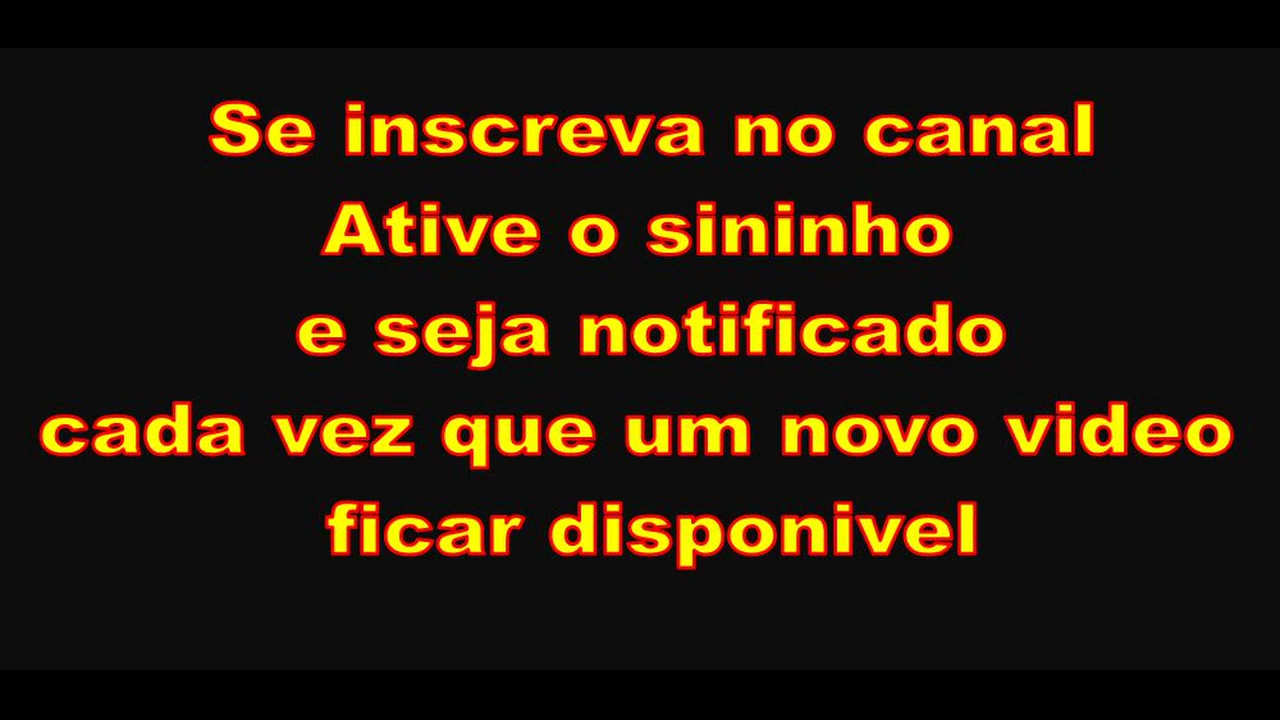 Se inscreva no canal
Ative o sininho
e seja notificado
cada vez que um novo video
ficar disponivel